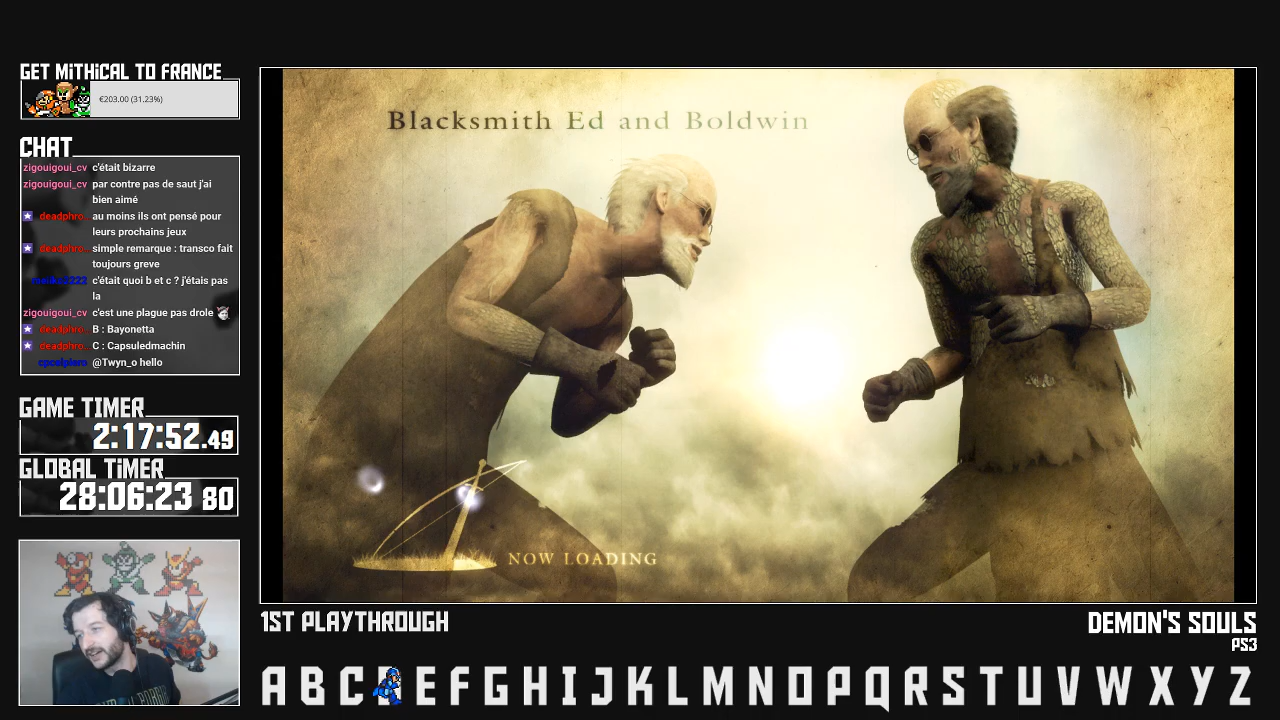 GET MiTHiCAL TO FRANCE
€203.00 (31.23%)
CHAT
zigouigoui_cv c'était bizarre
zigouigoui_cv par contre pas de saut j'ai
bien aimé
deadphro.. au moins ils ont pensé pour
leurs prochains jeux
deadphro.. simple remarque : transco fait
toujours greve
c'était quoi b et c ? j'étais pas
la
zigouigoui_cv c'est une plague pas drole
deadphro.. B : Bayonetta
deadphro.. C : Capsuledmachin
@Twyn_o hello
GAME TIMER
2:17:52.49
GLOBAL TiMER
28:06:23 80
Blacksmith Ed and Boldwin
NOW LOADING
1ST PLAYTHROUGH
DEMON'S SOULS
PS3
A B C E F G H I J K L M N O P Q R S T U V W X Y Z